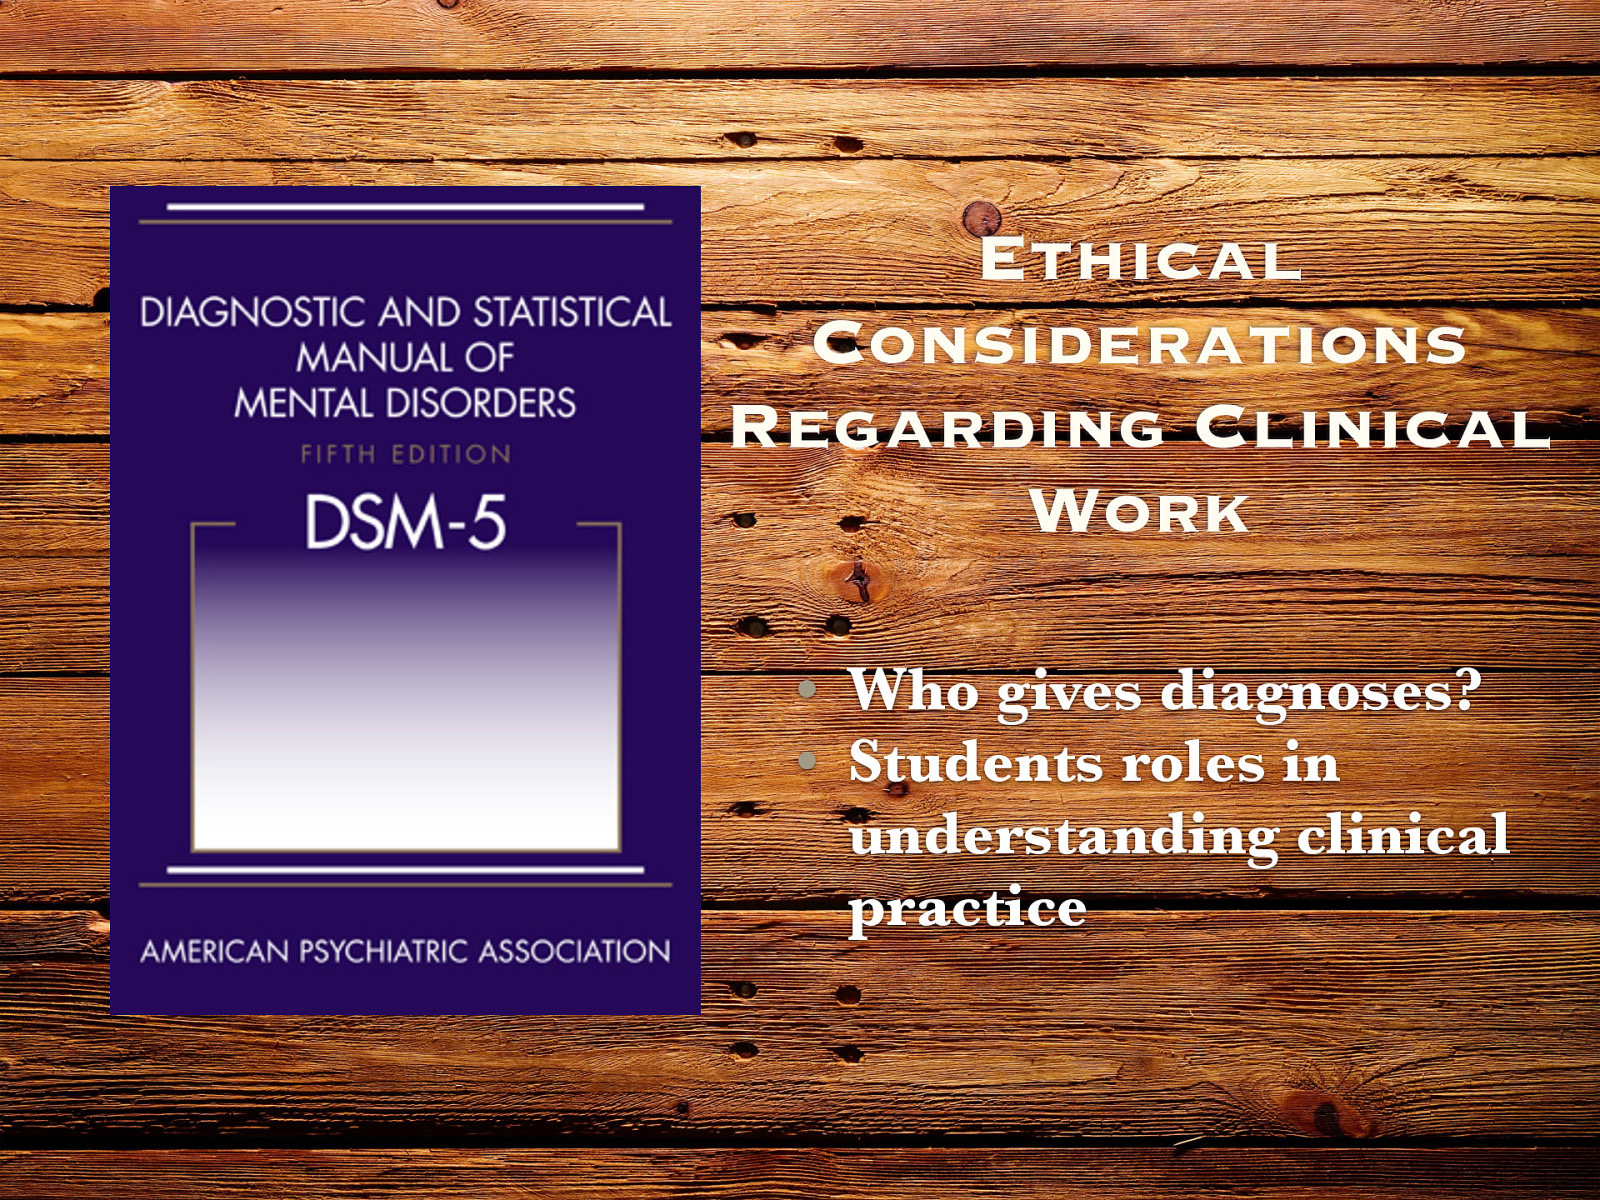 DIAGNOSTIC AND STATISTICAL
MANUAL OF
MENTAL DISORDERS
FIFTH EDITION
DSM-5
AMERICAN PSYCHIATRIC ASSOCIATION
Ethical
Considerations
Regarding Clinical
Work
• Who gives diagnoses?
• Students roles in
understanding clinical
practice